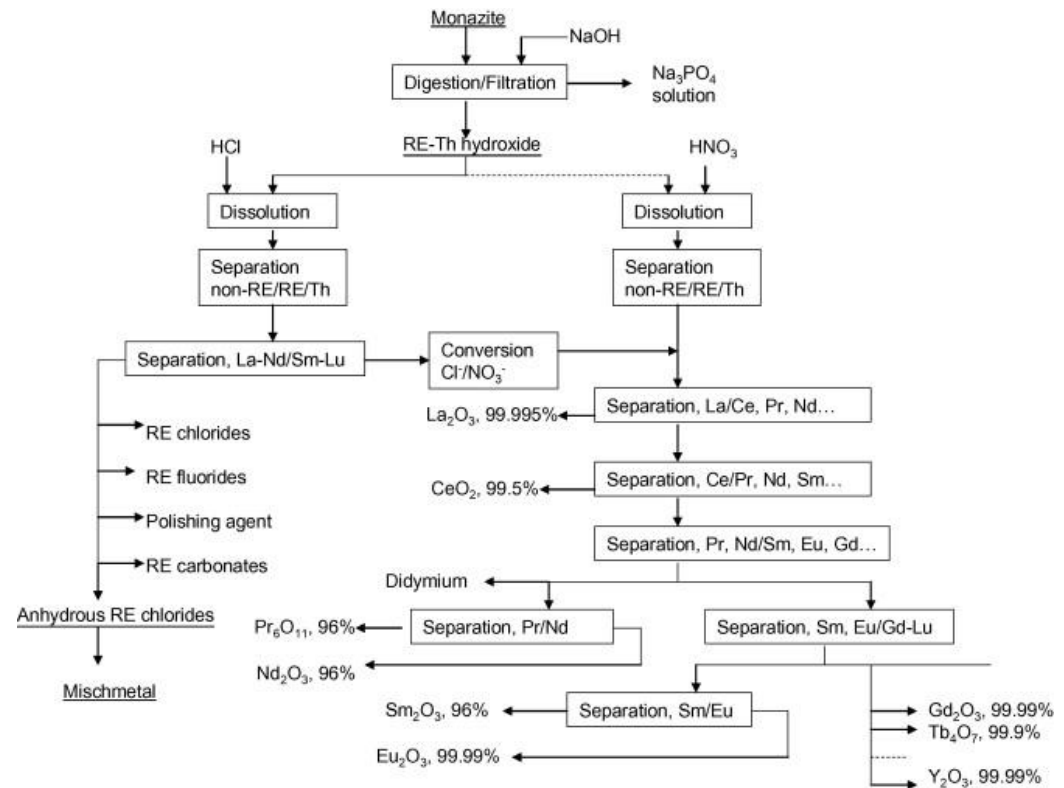 Monazite
NaOH
Digestion/Filtration
Na₃PO₄
solution
RE-Th hydroxide
HCl
HNO₃
Dissolution
Dissolution
Separation
non-RE/RE/Th
Separation
non-RE/RE/Th
Separation, La-Nd/Sm-Lu
Conversion
Cl⁻/NO₃⁻
La₂O₃, 99.995%
Separation, La/Ce, Pr, Nd…
RE chlorides
RE fluorides
CeO₂, 99.5%
Separation, Ce/Pr, Nd, Sm…
Polishing agent
Separation, Pr, Nd/Sm, Eu, Gd…
RE carbonates
Didymium
Anhydrous RE chlorides
Pr₆O₁₁, 96%
Separation, Pr/Nd
Separation, Sm, Eu/Gd-Lu
Nd₂O₃, 96%
Mischmetal
Sm₂O₃, 96%
Separation, Sm/Eu
Gd₂O₃, 99.99%
Tb₄O₇, 99.9%
Eu₂O₃, 99.99%
Y₂O₃, 99.99%